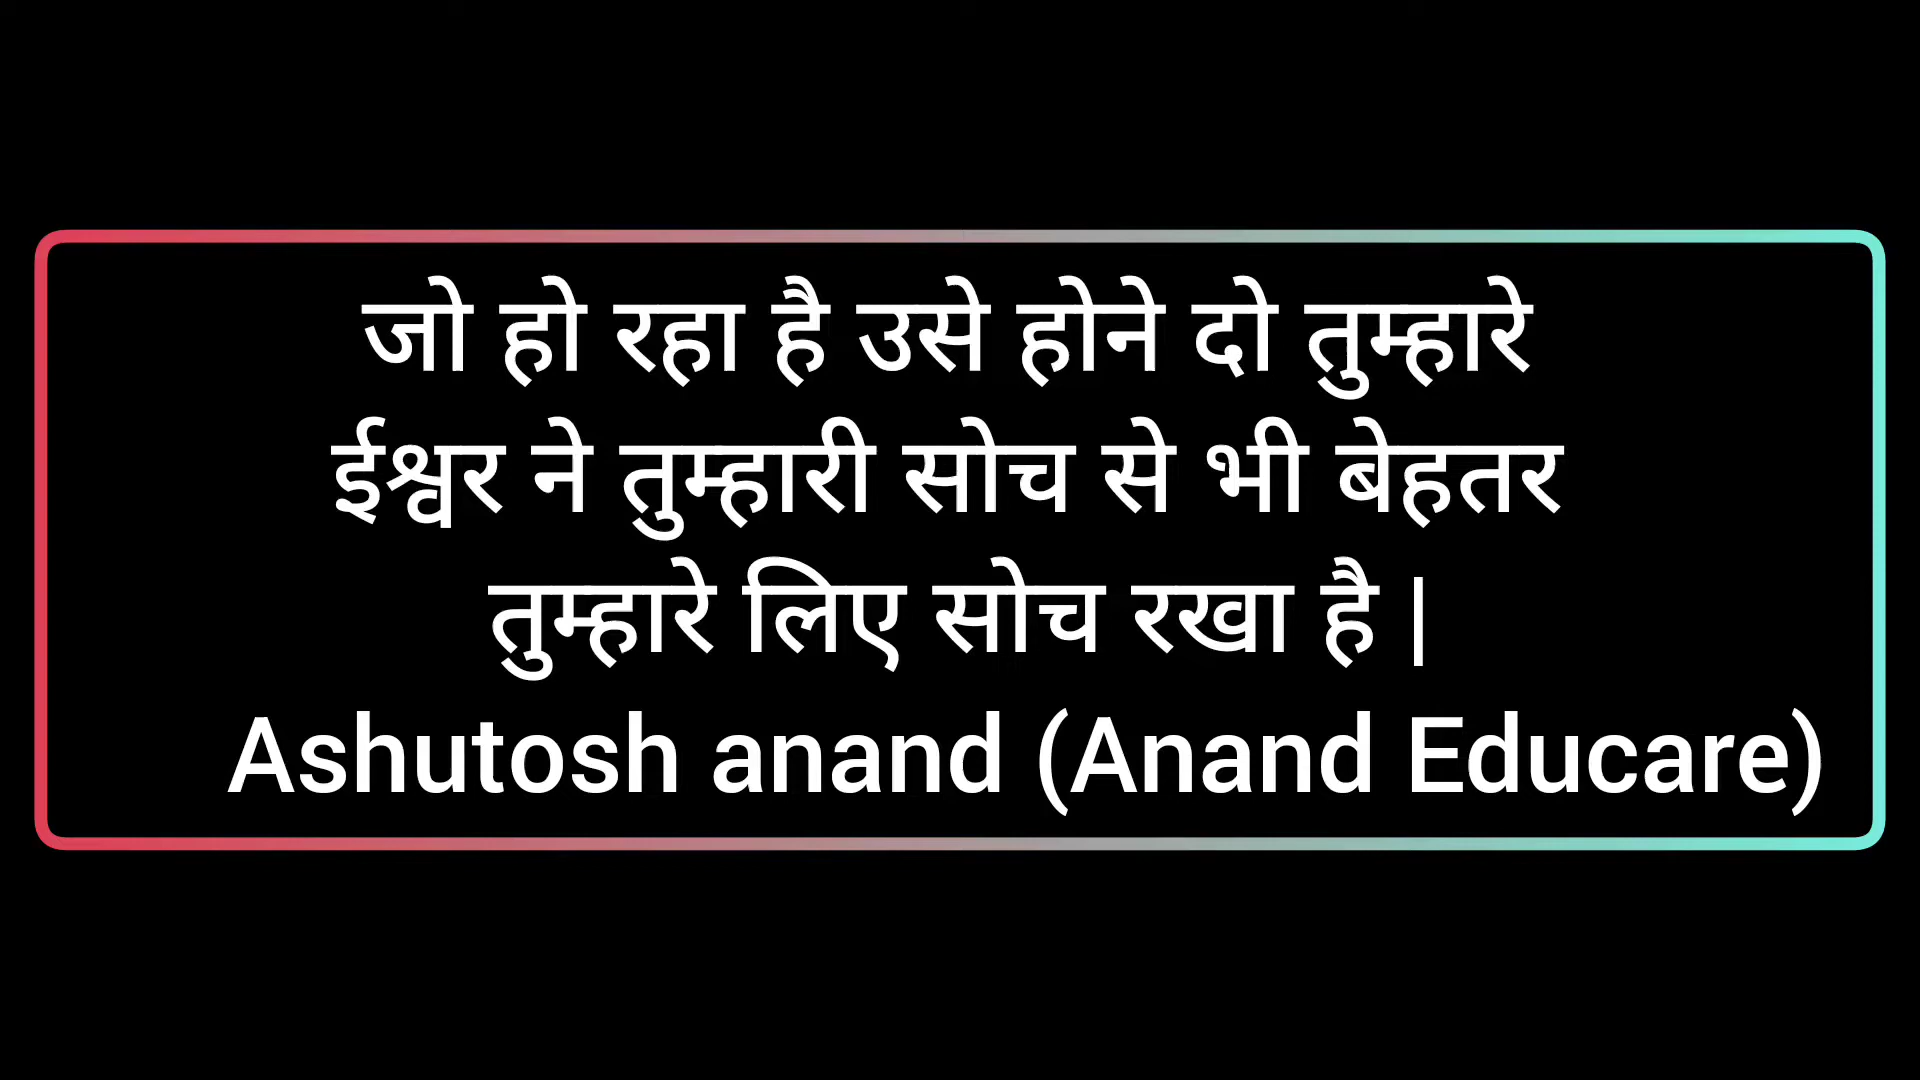 जो हो रहा है उसे होने दो तुम्हारे
ईश्वर ने तुम्हारी सोच से भी बेहतर
तुम्हारे लिए सोच रखा है |
Ashutosh anand (Anand Educare)